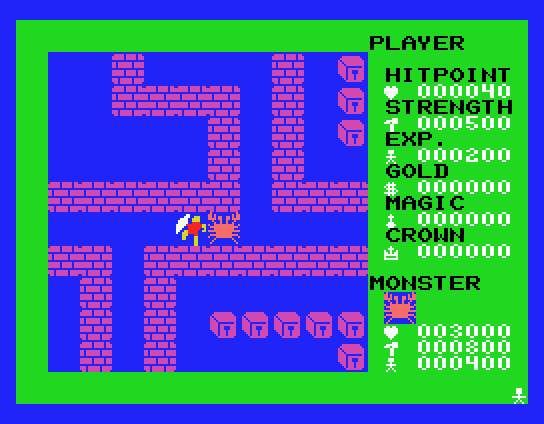 PLAYER
HITPOINT
000040
STRENGTH
000500
EXP.
000200
GOLD
000000
MAGIC
000000
CROWN
000000
MONSTER
003000
000800
000400